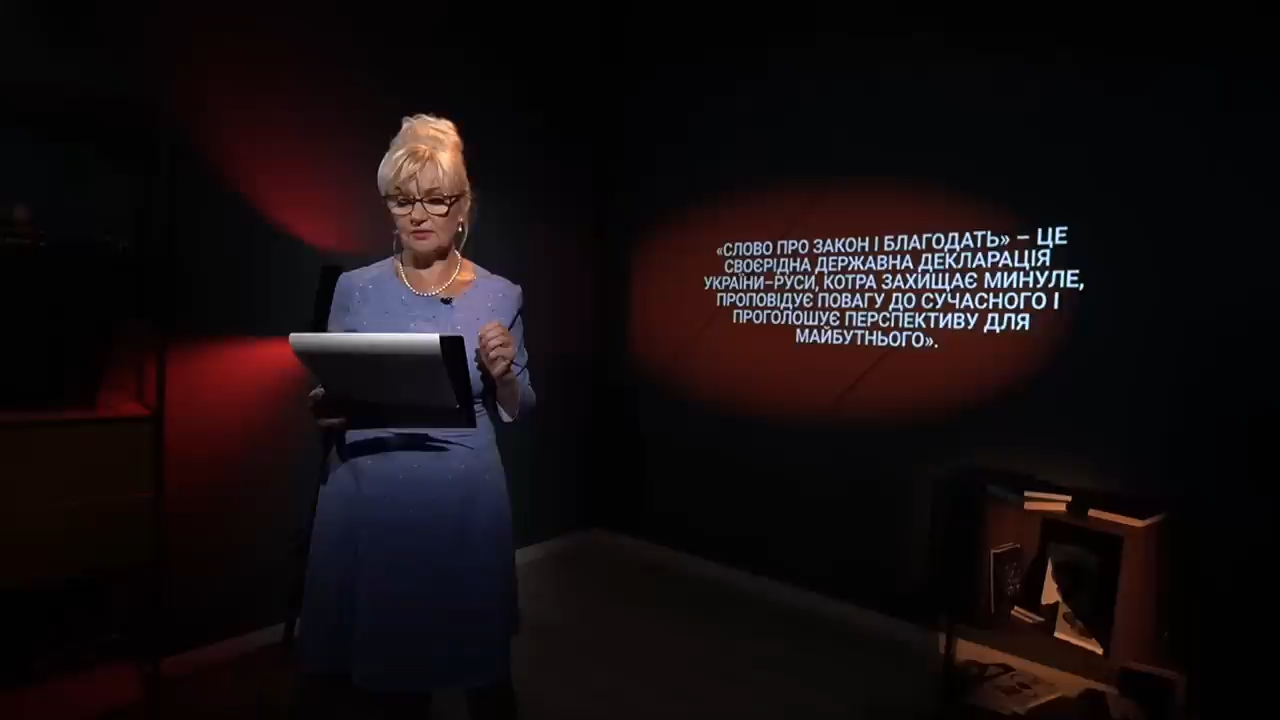 «СЛОВО ПРО ЗАКОН І БЛАГОДАТЬ» – ЦЕ
СВОЄРІДНА ДЕРЖАВНА ДЕКЛАРАЦІЯ
УКРАЇНИ-РУСИ, КОТРА ЗАХИЩАЄ МИНУЛЕ,
ПРОПОВІДУЄ ПОВАГУ ДО СУЧАСНОГО І
ПРОГОЛОШУЄ ПЕРСПЕКТИВУ ДЛЯ
МАЙБУТНЬОГО».